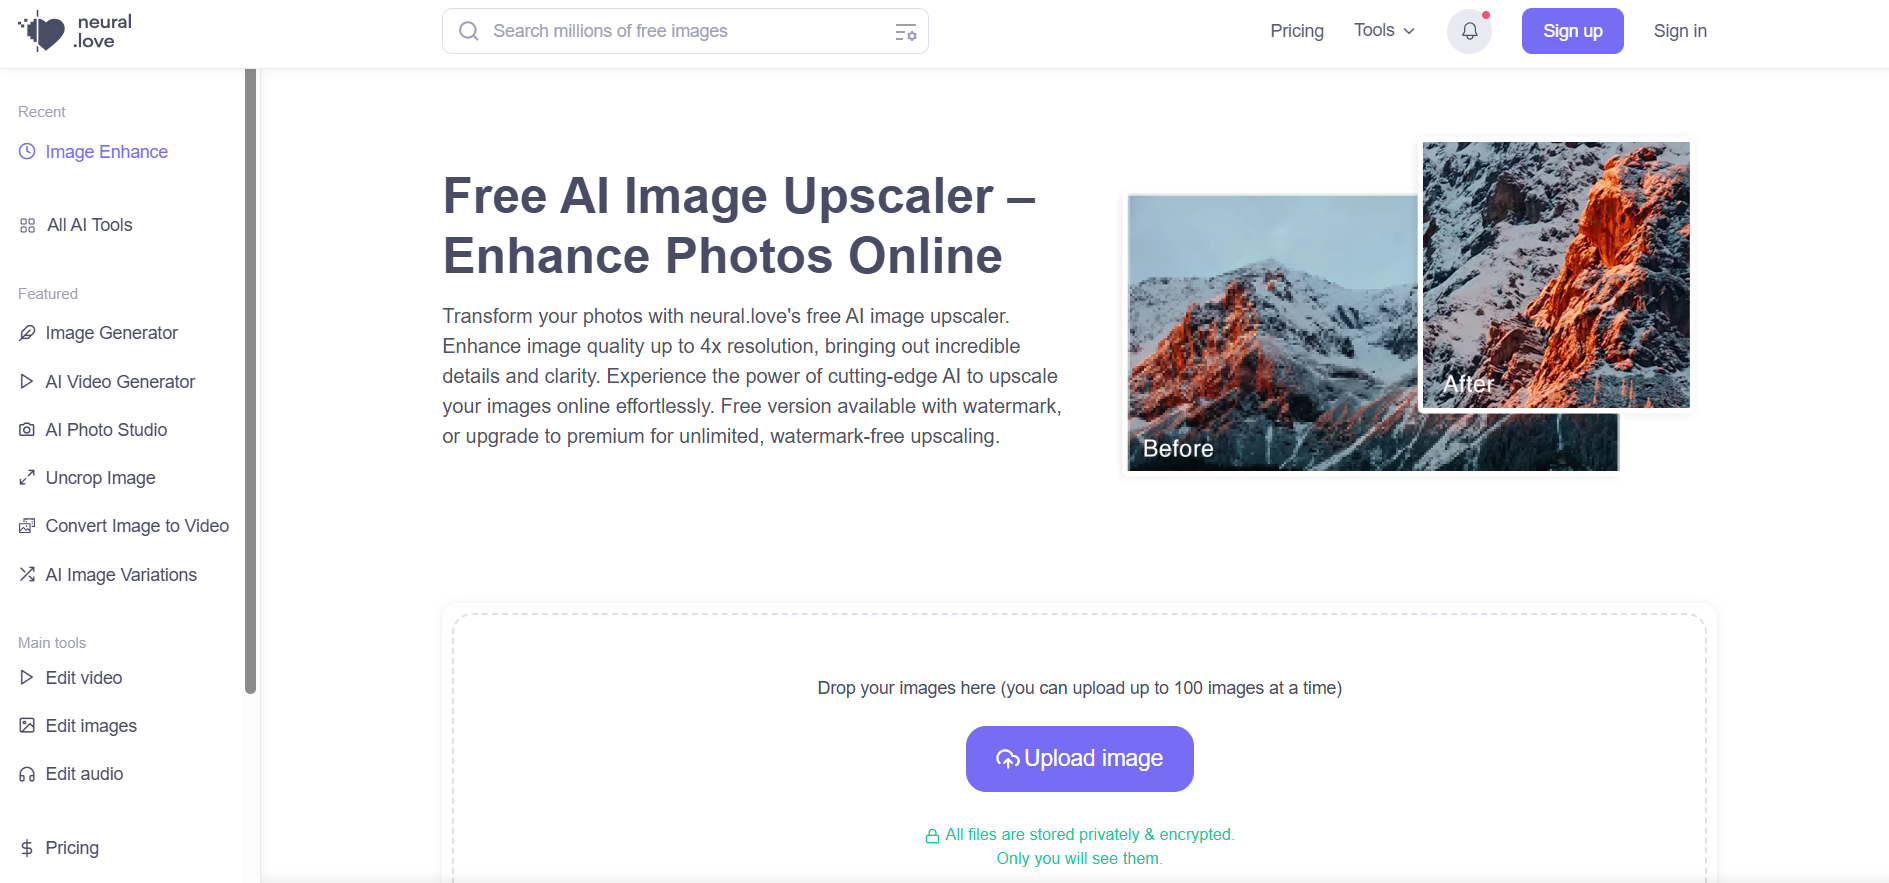 neural
.love
Search millions of free images
Pricing
Tools
Sign up
Sign in
Recent
Image Enhance
All AI Tools
Featured
Image Generator
AI Video Generator
AI Photo Studio
Uncrop Image
Convert Image to Video
AI Image Variations
Main tools
Edit video
Edit images
Edit audio
Pricing
Free AI Image Upscaler –
Enhance Photos Online
Transform your photos with neural.love's free AI image upscaler.
Enhance image quality up to 4x resolution, bringing out incredible
details and clarity. Experience the power of cutting-edge AI to upscale
your images online effortlessly. Free version available with watermark,
or upgrade to premium for unlimited, watermark-free upscaling.
After
Before
Drop your images here (you can upload up to 100 images at a time)
Upload image
All files are stored privately & encrypted.
Only you will see them.